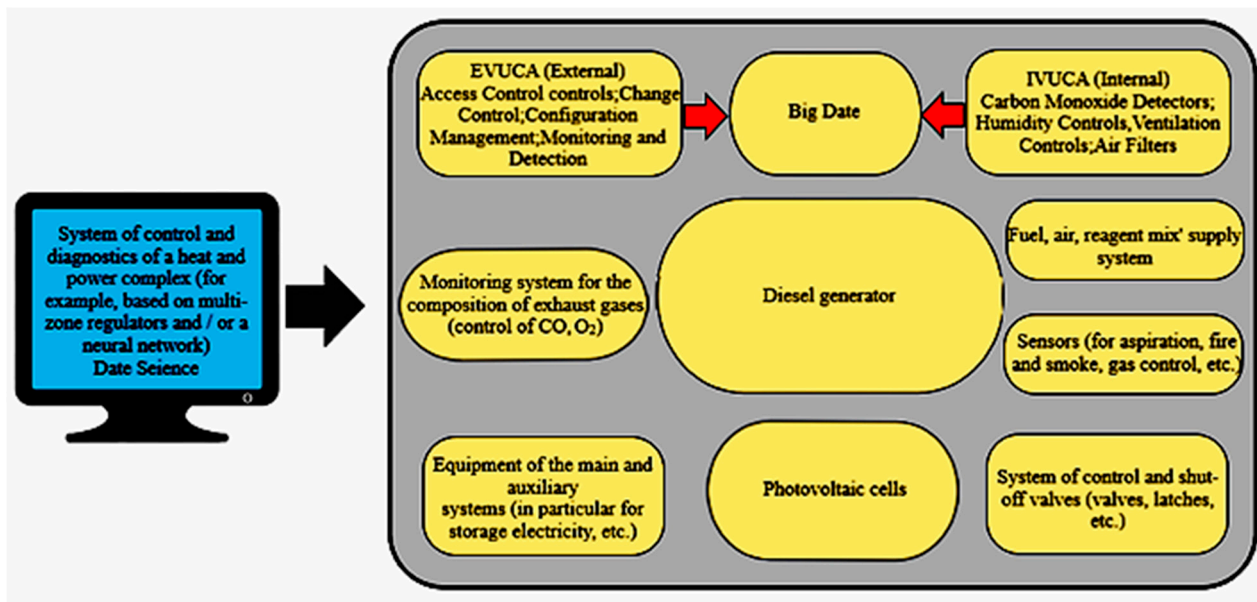 System of control and
diagnostics of a heat and
power complex (for
example, based on multi-
zone regulators and / or a
neural network)
Date Seience
EVUCA (External)
Access Control controls;Change
Control;Configuration
Management;Monitoring and
Detection
Big Date
IVUCA (Internal)
Carbon Monoxide Detectors;
Humidity Controls,Ventilation
Controls;Air Filters
Monitoring system for the
composition of exhaust gases
(control of CO, O₂)
Diesel generator
Fuel, air, reagent mix' supply
system
Sensors (for aspiration, fire
and smoke, gas control, etc.)
Equipment of the main and
auxiliary
systems (in particular for
storage electricity, etc.)
Photovoltaic cells
System of control and shut-
off valves (valves, latches,
etc.)